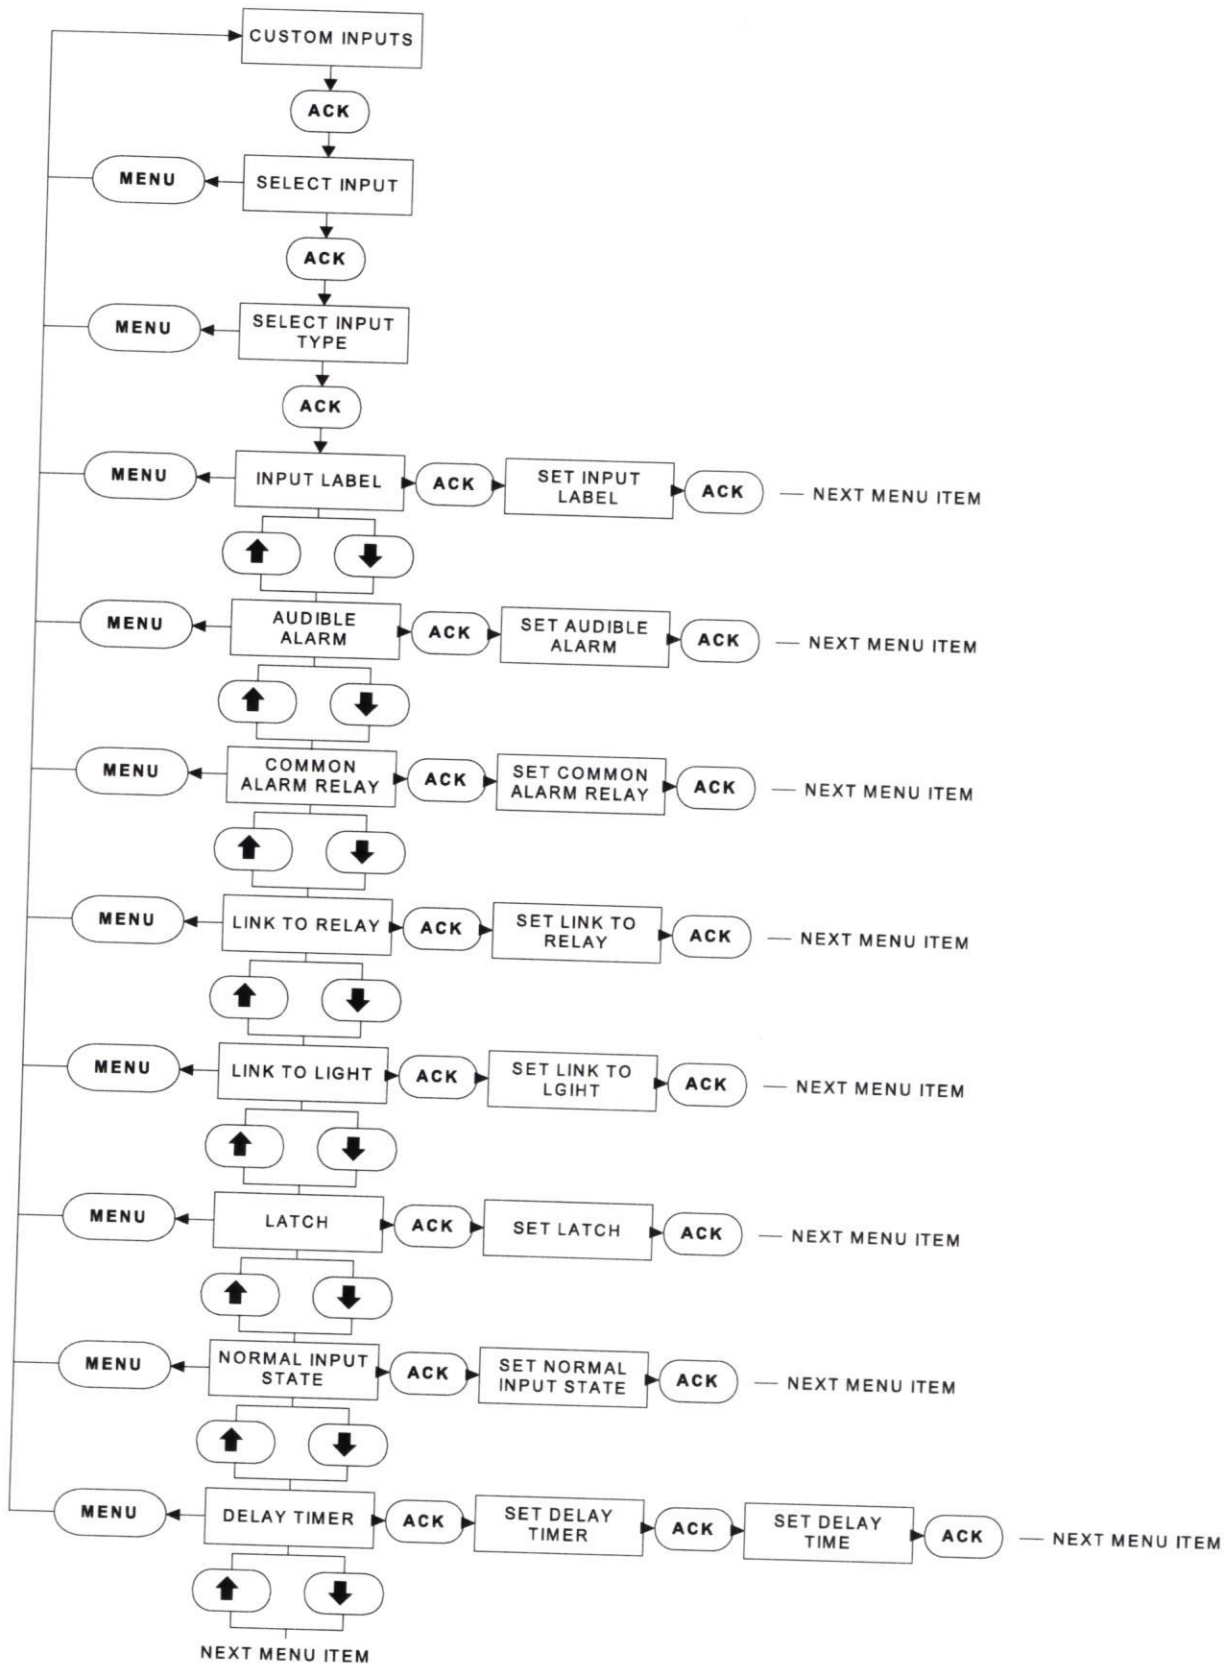 CUSTOM INPUTS
ACK
MENU
SELECT INPUT
ACK
MENU
SELECT INPUT
TYPE
ACK
MENU
INPUT LABEL
ACK
SET INPUT
LABEL
ACK
NEXT MENU ITEM
MENU
AUDIBLE
ALARM
ACK
SET AUDIBLE
ALARM
ACK
NEXT MENU ITEM
MENU
COMMON
ALARM RELAY
ACK
SET COMMON
ALARM RELAY
ACK
NEXT MENU ITEM
MENU
LINK TO RELAY
ACK
SET LINK TO
RELAY
ACK
NEXT MENU ITEM
MENU
LINK TO LIGHT
ACK
SET LINK TO
LGIHT
ACK
NEXT MENU ITEM
MENU
LATCH
ACK
SET LATCH
ACK
NEXT MENU ITEM
MENU
NORMAL INPUT
STATE
ACK
SET NORMAL
INPUT STATE
ACK
NEXT MENU ITEM
MENU
DELAY TIMER
ACK
SET DELAY
TIMER
ACK
SET DELAY
TIME
ACK
NEXT MENU ITEM
NEXT MENU ITEM